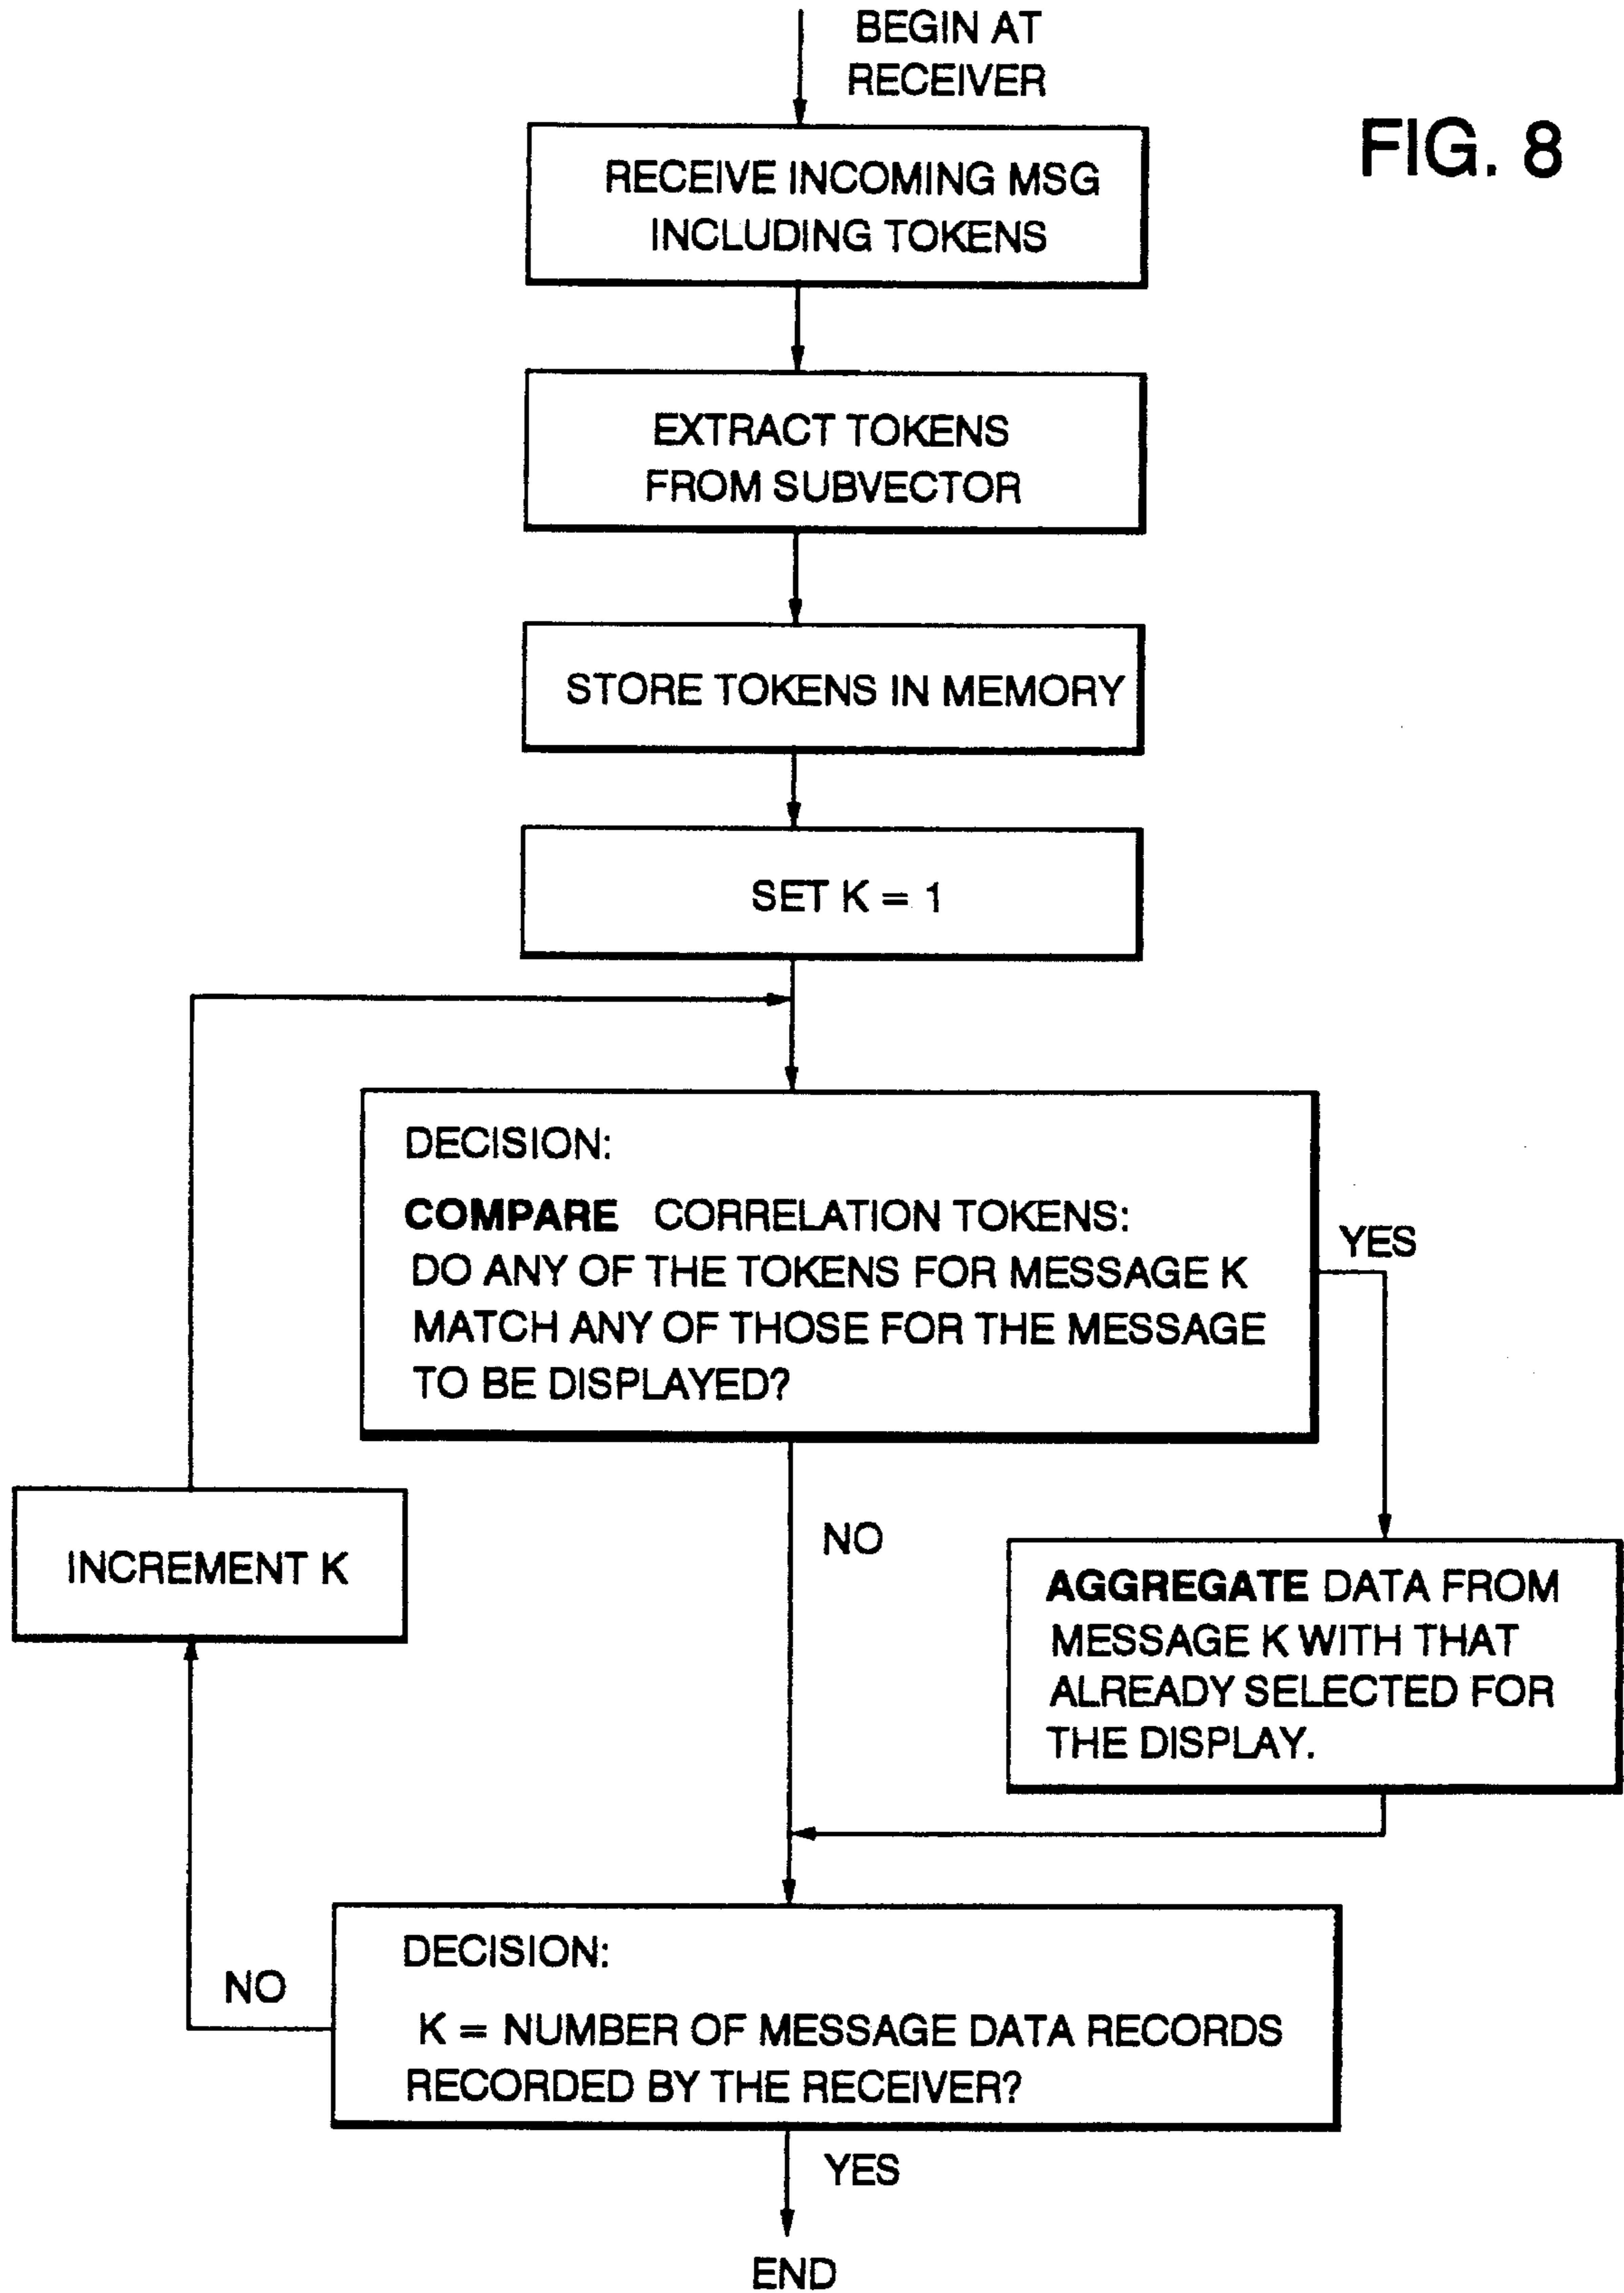 BEGIN AT
RECEIVER
FIG. 8
RECEIVE INCOMING MSG
INCLUDING TOKENS
EXTRACT TOKENS
FROM SUBVECTOR
STORE TOKENS IN MEMORY
SET K = 1
DECISION:
COMPARE CORRELATION TOKENS:
DO ANY OF THE TOKENS FOR MESSAGE K
MATCH ANY OF THOSE FOR THE MESSAGE
TO BE DISPLAYED?
YES
NO
INCREMENT K
AGGREGATE DATA FROM
MESSAGE K WITH THAT
ALREADY SELECTED FOR
THE DISPLAY.
DECISION:
K = NUMBER OF MESSAGE DATA RECORDS
RECORDED BY THE RECEIVER?
NO
YES
END